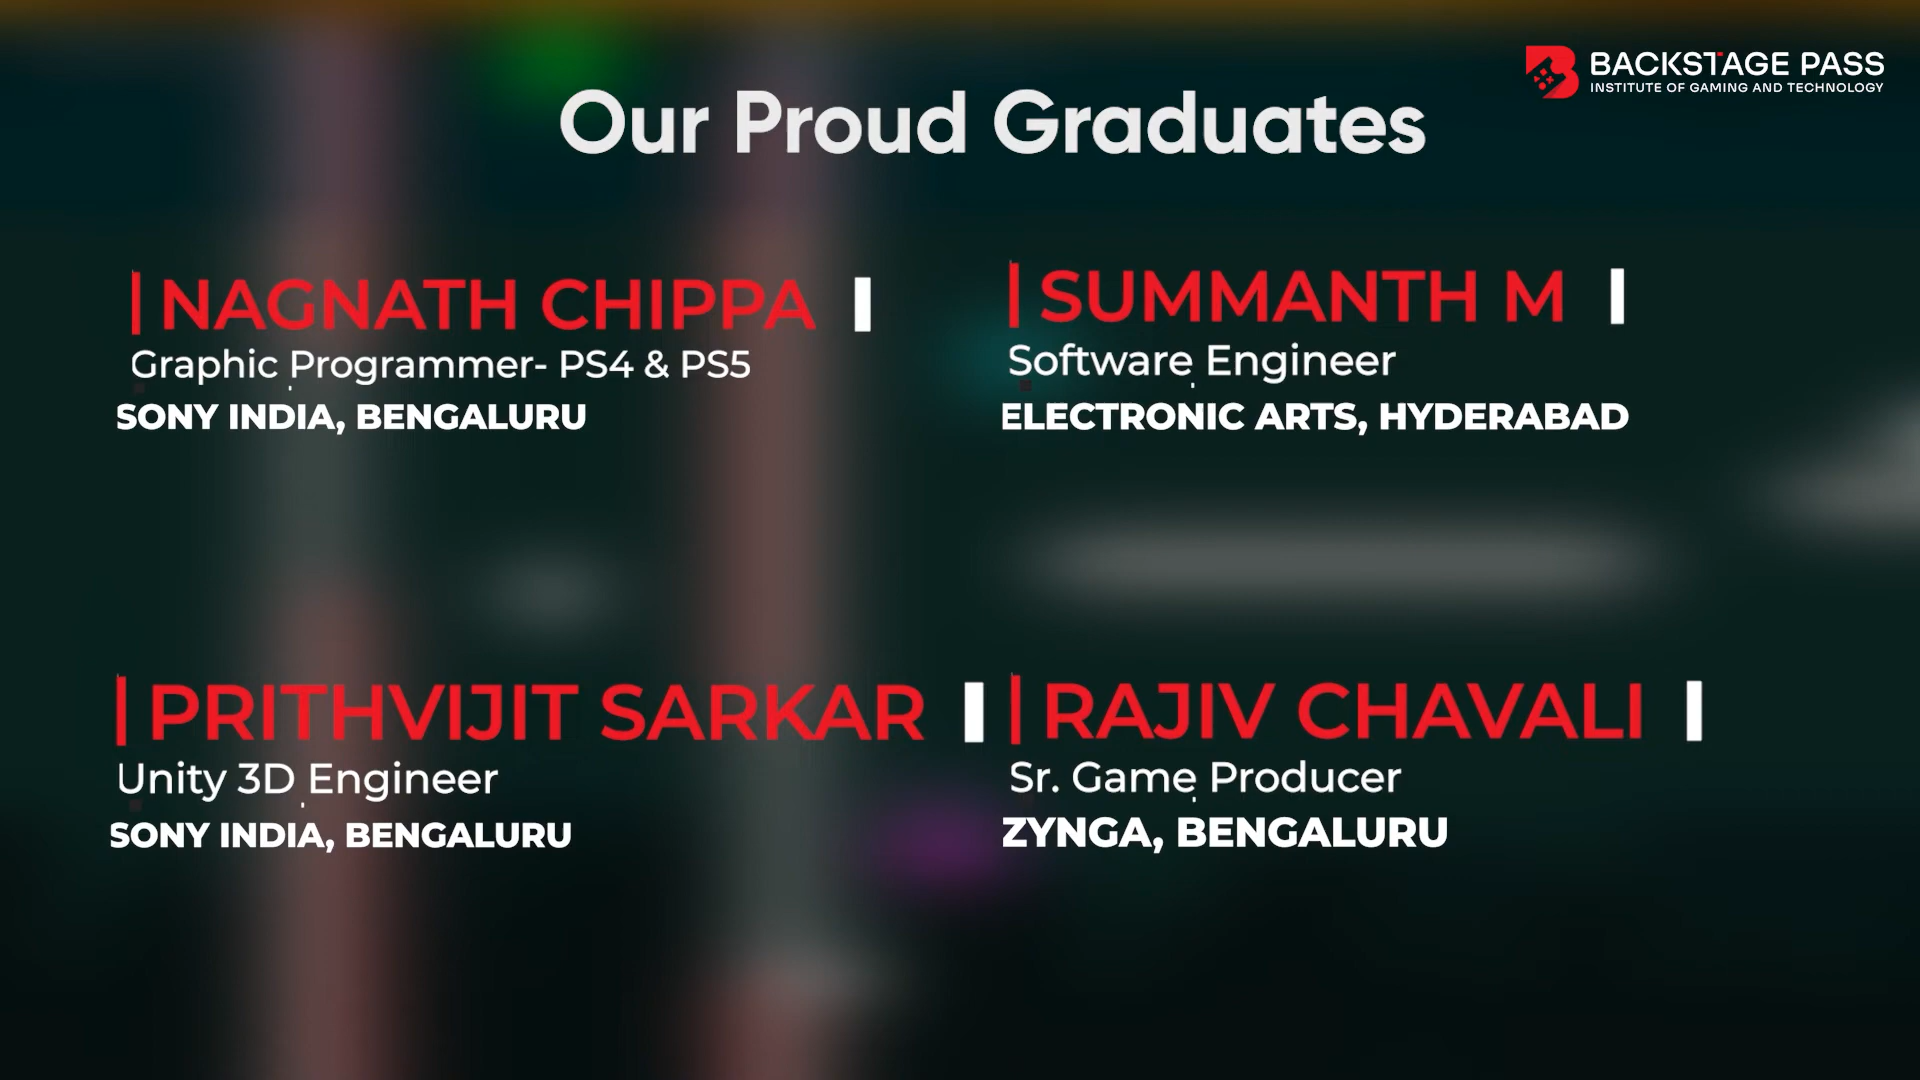 BACKSTAGE PASS
INSTITUTE OF GAMING AND TECHNOLOGY
Our Proud Graduates
NAGNATH CHIPPA
Graphic Programmer- PS4 & PS5
SONY INDIA, BENGALURU
SUMMANTH M
Software Engineer
ELECTRONIC ARTS, HYDERABAD
PRITHVIJIT SARKAR
Unity 3D Engineer
SONY INDIA, BENGALURU
RAJIV CHAVALI
Sr. Game Producer
ZYNGA, BENGALURU